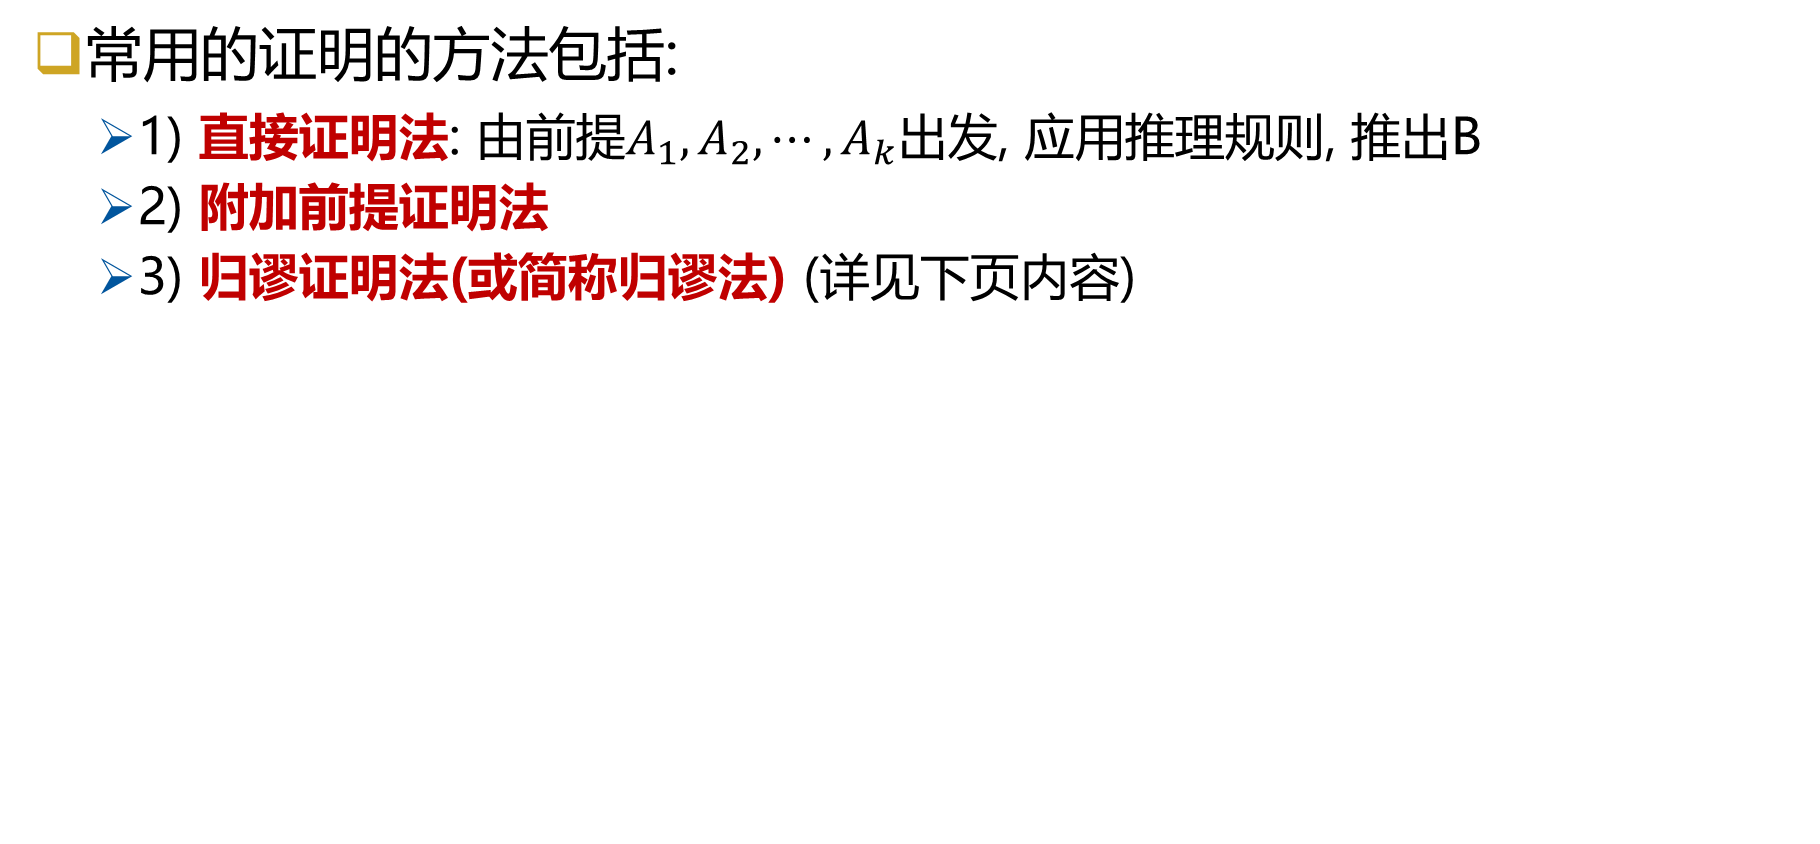 常用的证明的方法包括:
1) 直接证明法: 由前提A₁, A₂, ⋯ , Aₖ出发, 应用推理规则, 推出B
2) 附加前提证明法
3) 归谬证明法(或简称归谬法) (详见下页内容)